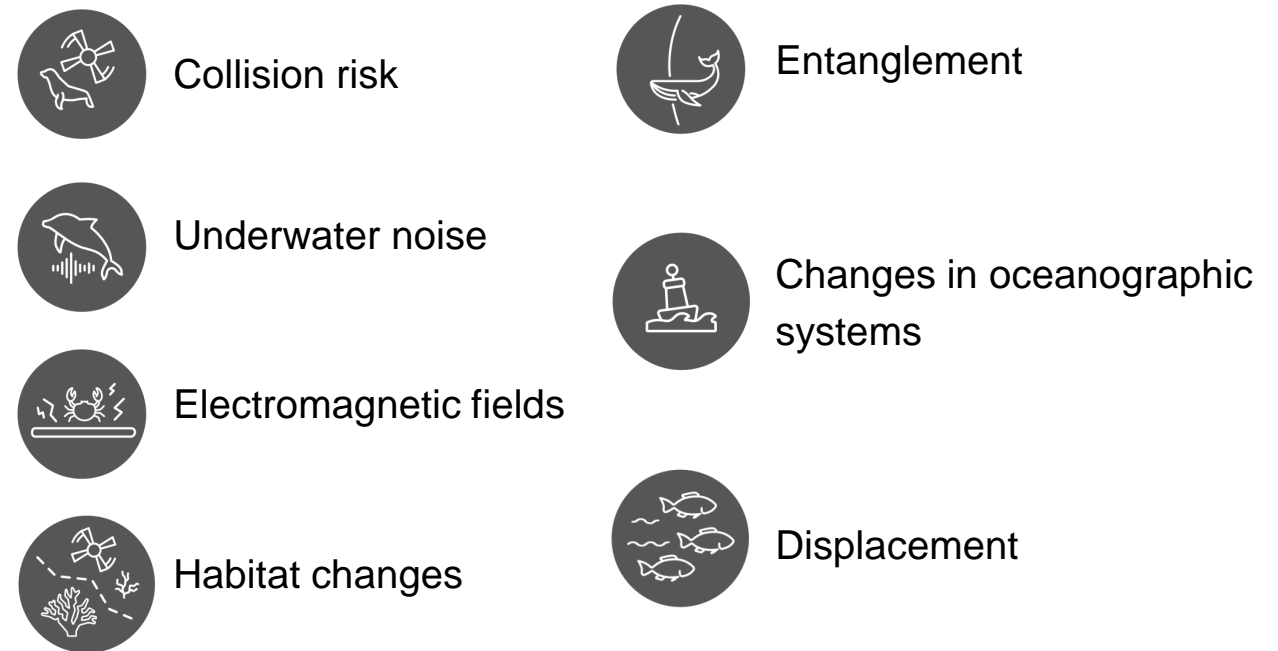 Collision risk
Underwater noise
Electromagnetic fields
Habitat changes
Entanglement
Changes in oceanographic
systems
Displacement